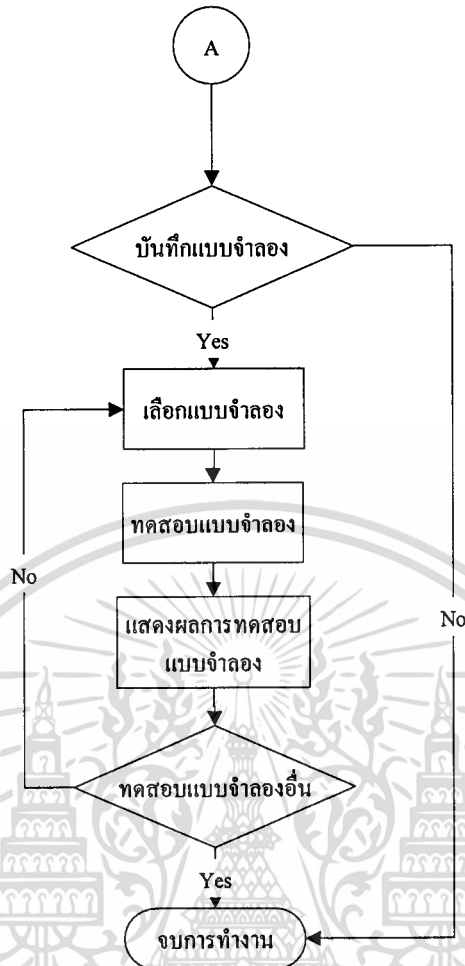 A
บันทึกแบบจำลอง
Yes
เลือกแบบจำลอง
ทดสอบแบบจำลอง
No
แสดงผลการทดสอบ
แบบจำลอง
No
ทดสอบแบบจำลองอื่น
Yes
จบการทำงาน